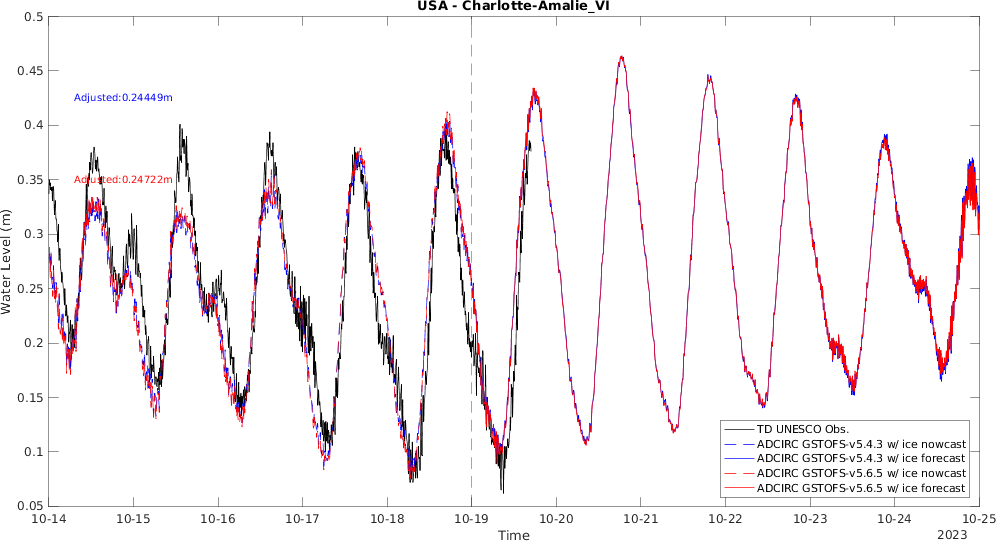 USA - Charlotte-Amalie_VI
0.5
0.45
0.4
0.35
0.3
0.25
0.2
0.15
0.1
0.05
Water Level (m)
Adjusted:0.24449m
Adjusted:0.24722m
TD UNESCO Obs.
ADCIRC GSTOFS-v5.4.3 w/ ice nowcast
ADCIRC GSTOFS-v5.4.3 w/ ice forecast
ADCIRC GSTOFS-v5.6.5 w/ ice nowcast
ADCIRC GSTOFS-v5.6.5 w/ ice forecast
10-14 10-15 10-16 10-17 10-18 10-19 10-20 10-21 10-22 10-23 10-24 10-25
Time
2023